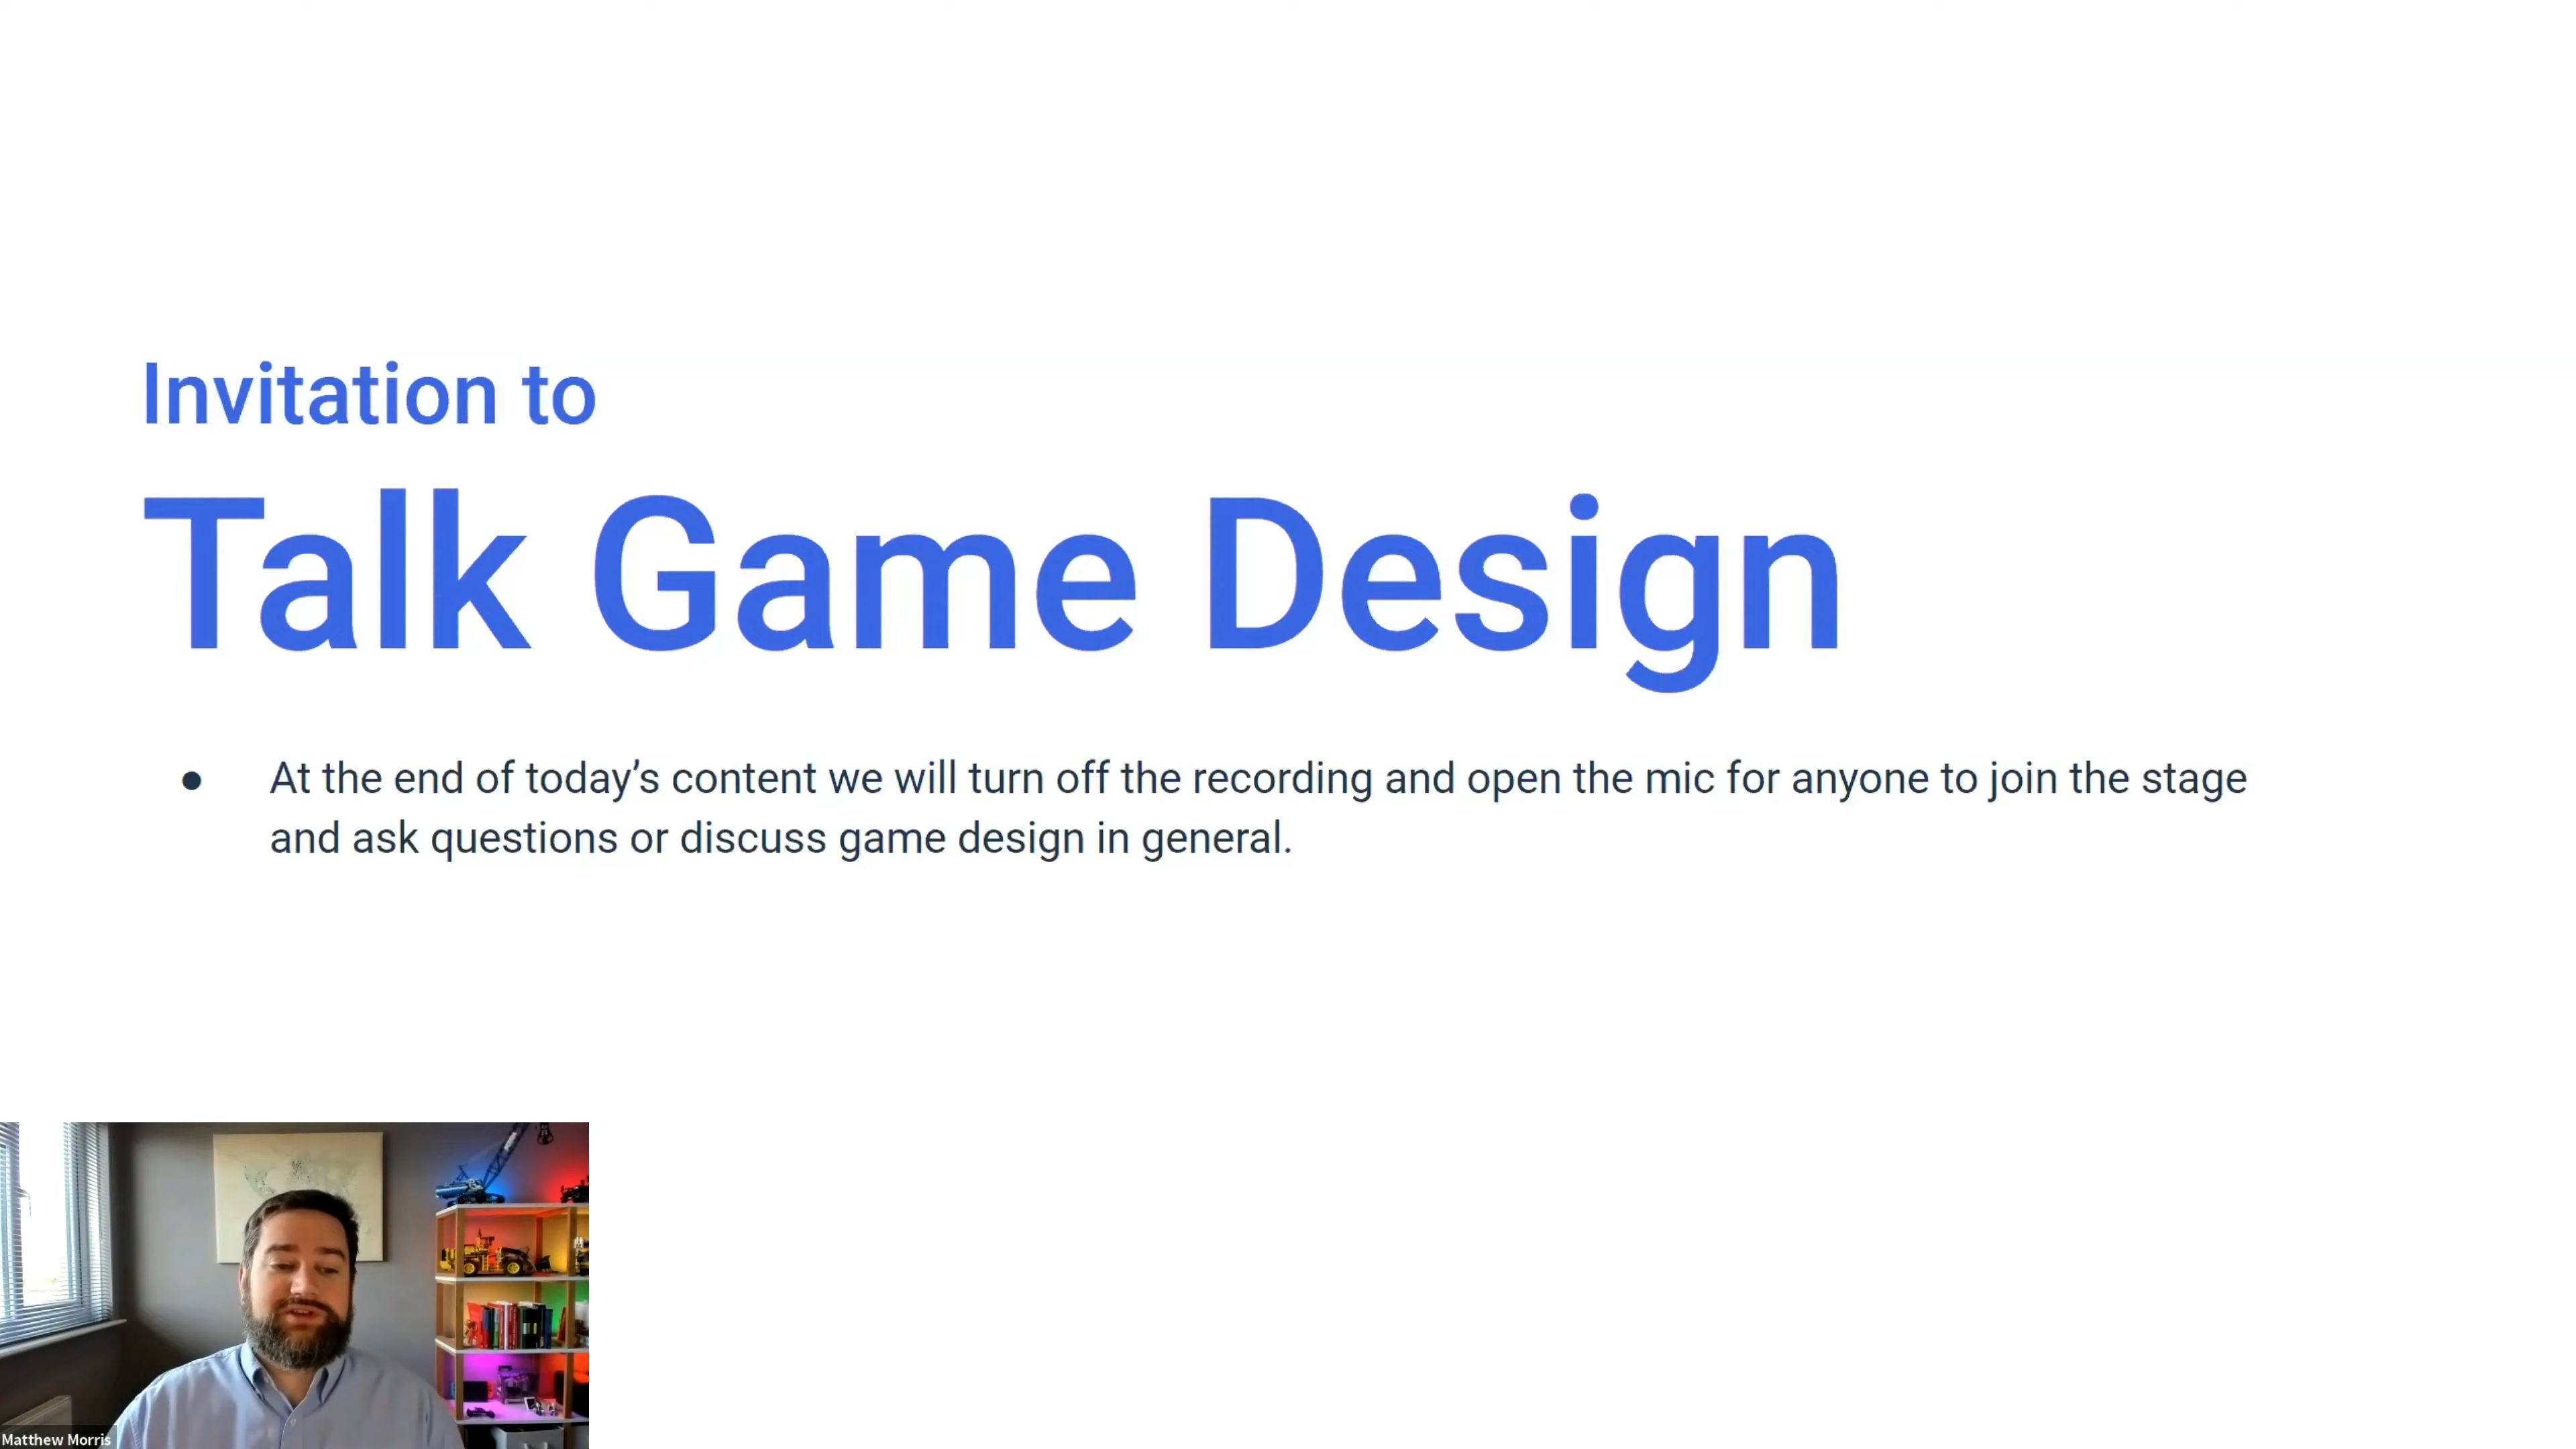 Invitation to
Talk Game Design
● At the end of today’s content we will turn off the recording and open the mic for anyone to join the stage
and ask questions or discuss game design in general.
Matthew Morris